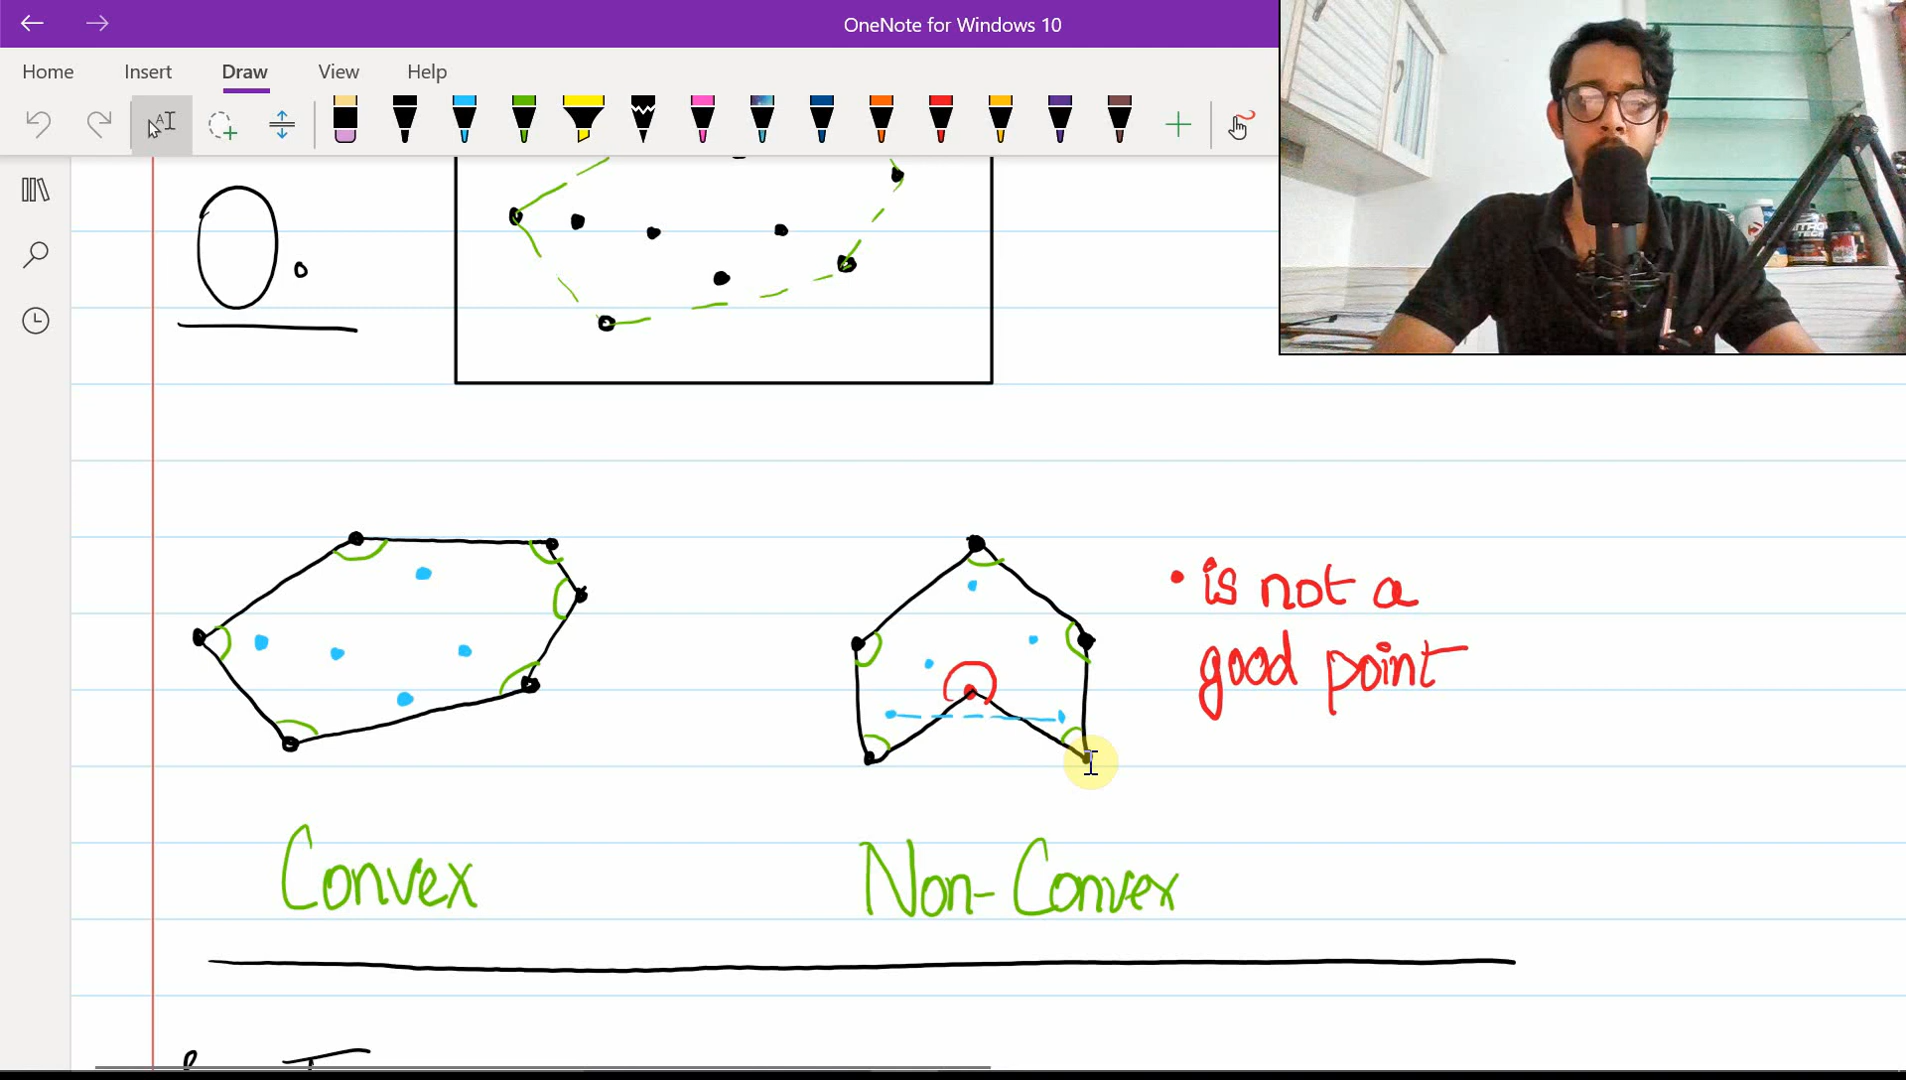 OneNote for Windows 10
Home Insert Draw View Help
O.
• is not a
good point
Convex
Non-Convex